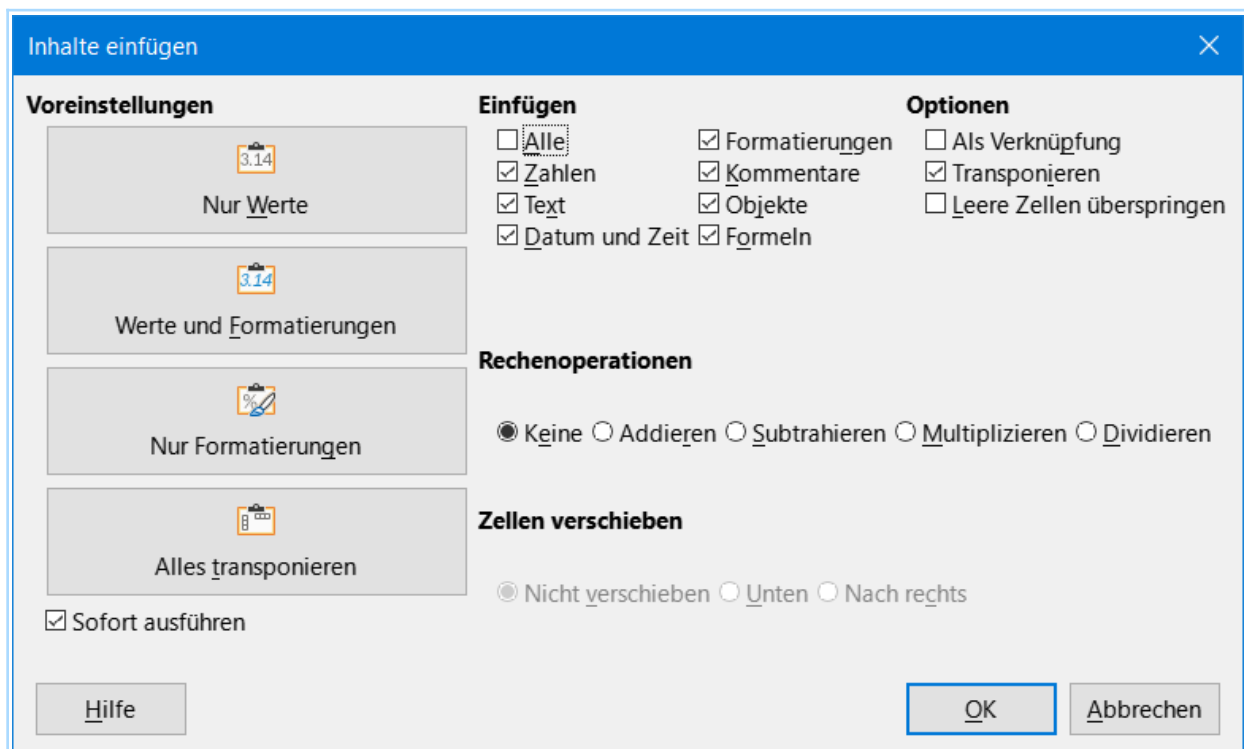 Inhalte einfügen
Voreinstellungen
3.14
Nur Werte
3.14
Werte und Formatierungen
%
Nur Formatierungen
Alles transponieren
Sofort ausführen
Einfügen
Alle
Formatierungen
Zahlen
Kommentare
Text
Objekte
Datum und Zeit
Formeln
Optionen
Als Verknüpfung
Transponieren
Leere Zellen überspringen
Rechenoperationen
Keine Addieren Subtrahieren Multiplizieren Dividieren
Zellen verschieben
Nicht verschieben Unten Nach rechts
Hilfe
OK
Abbrechen